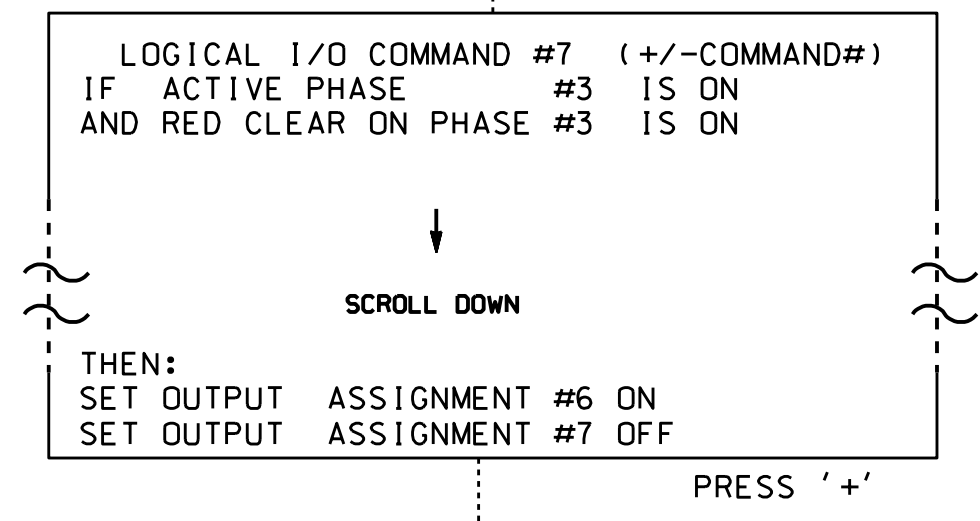 LOGICAL I/O COMMAND #7 (+/-COMMAND#)
IF ACTIVE PHASE #3 IS ON
AND RED CLEAR ON PHASE #3 IS ON
SCROLL DOWN
THEN:
SET OUTPUT ASSIGNMENT #6 ON
SET OUTPUT ASSIGNMENT #7 OFF
PRESS '+'